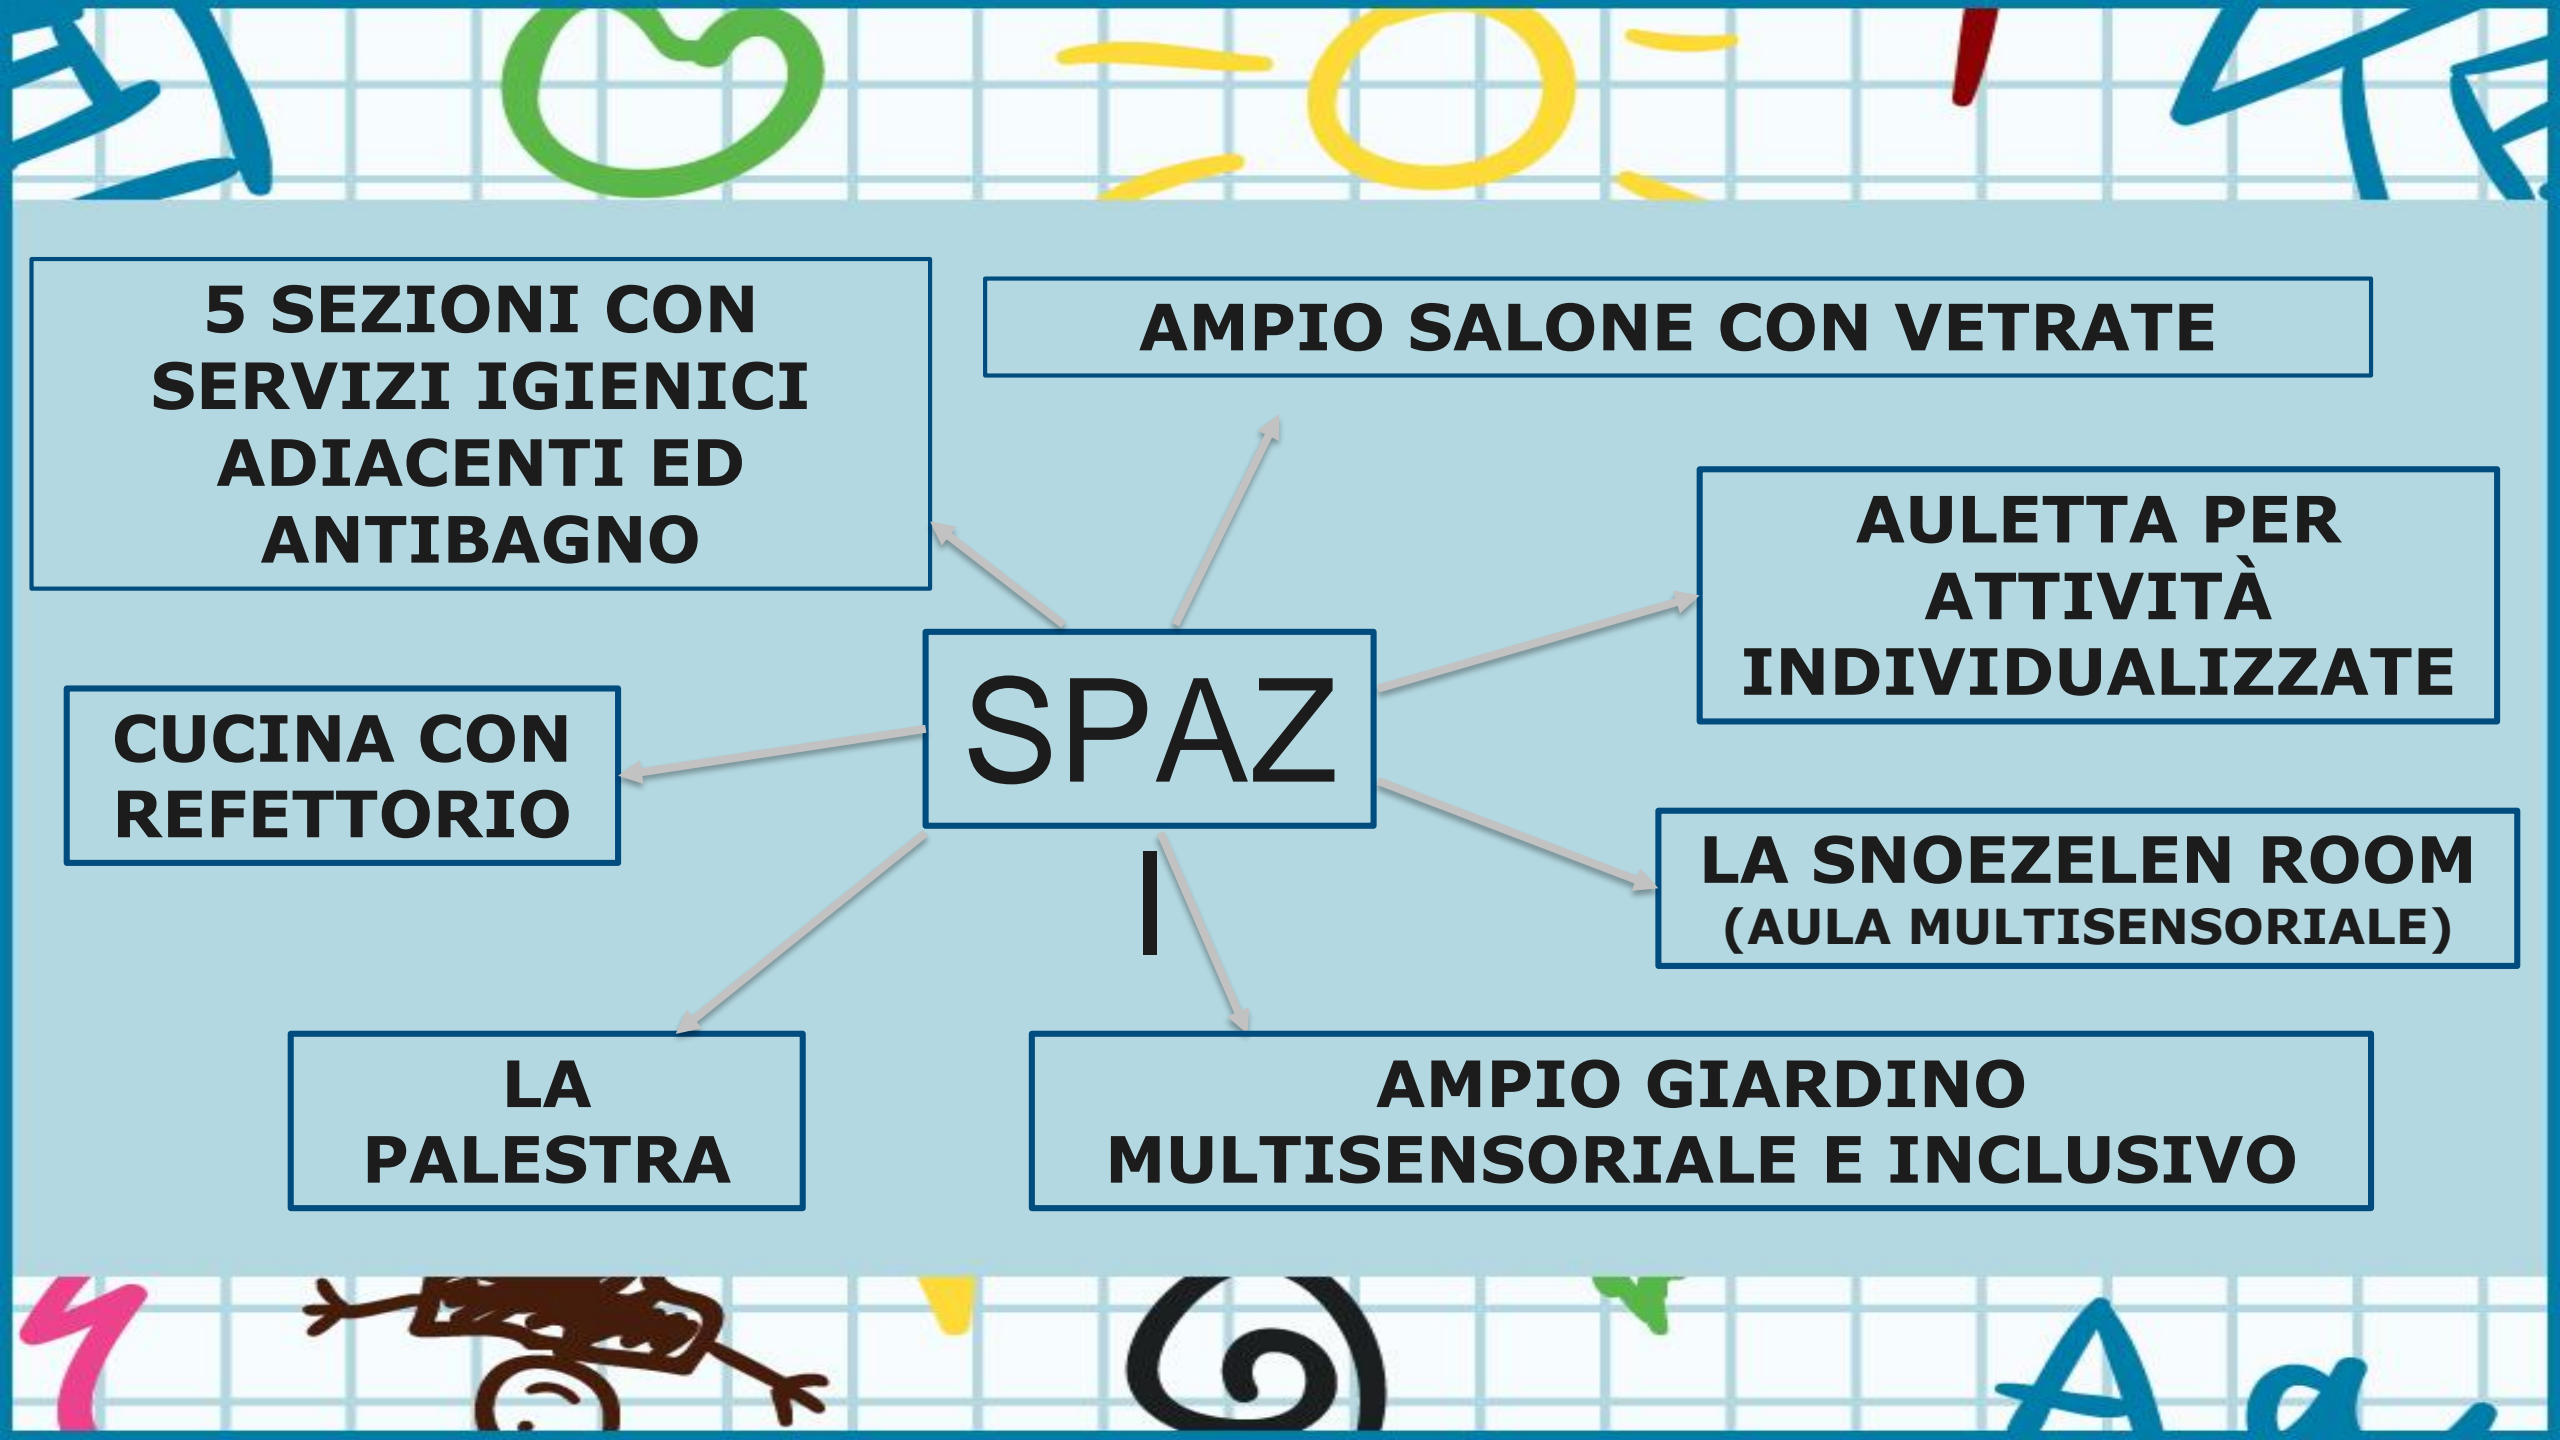 5 SEZIONI CON
SERVIZI IGIENICI
ADIACENTI ED
ANTIBAGNO
AMPIO SALONE CON VETRATE
AULETTA PER
ATTIVITÀ
INDIVIDUALIZZATE
SPAZ
I
CUCINA CON
REFETTORIO
LA SNOEZELEN ROOM
(AULA MULTISENSORIALE)
LA
PALESTRA
AMPIO GIARDINO
MULTISENSORIALE E INCLUSIVO
Aa